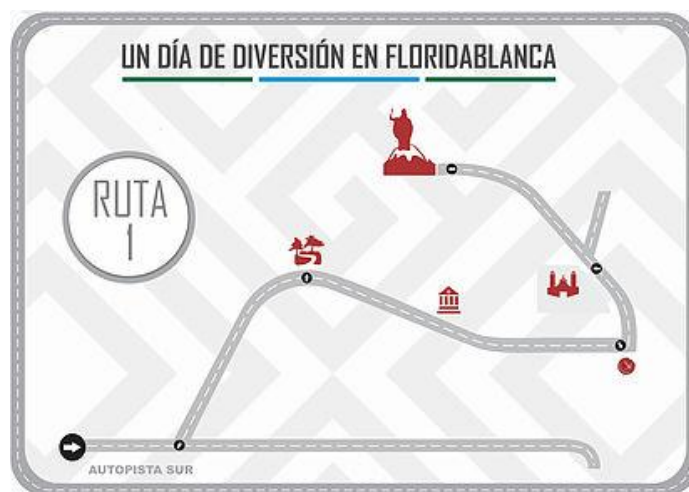 UN DÍA DE DIVERSIÓN EN FLORIDABLANCA
RUTA
1
AUTOPISTA SUR